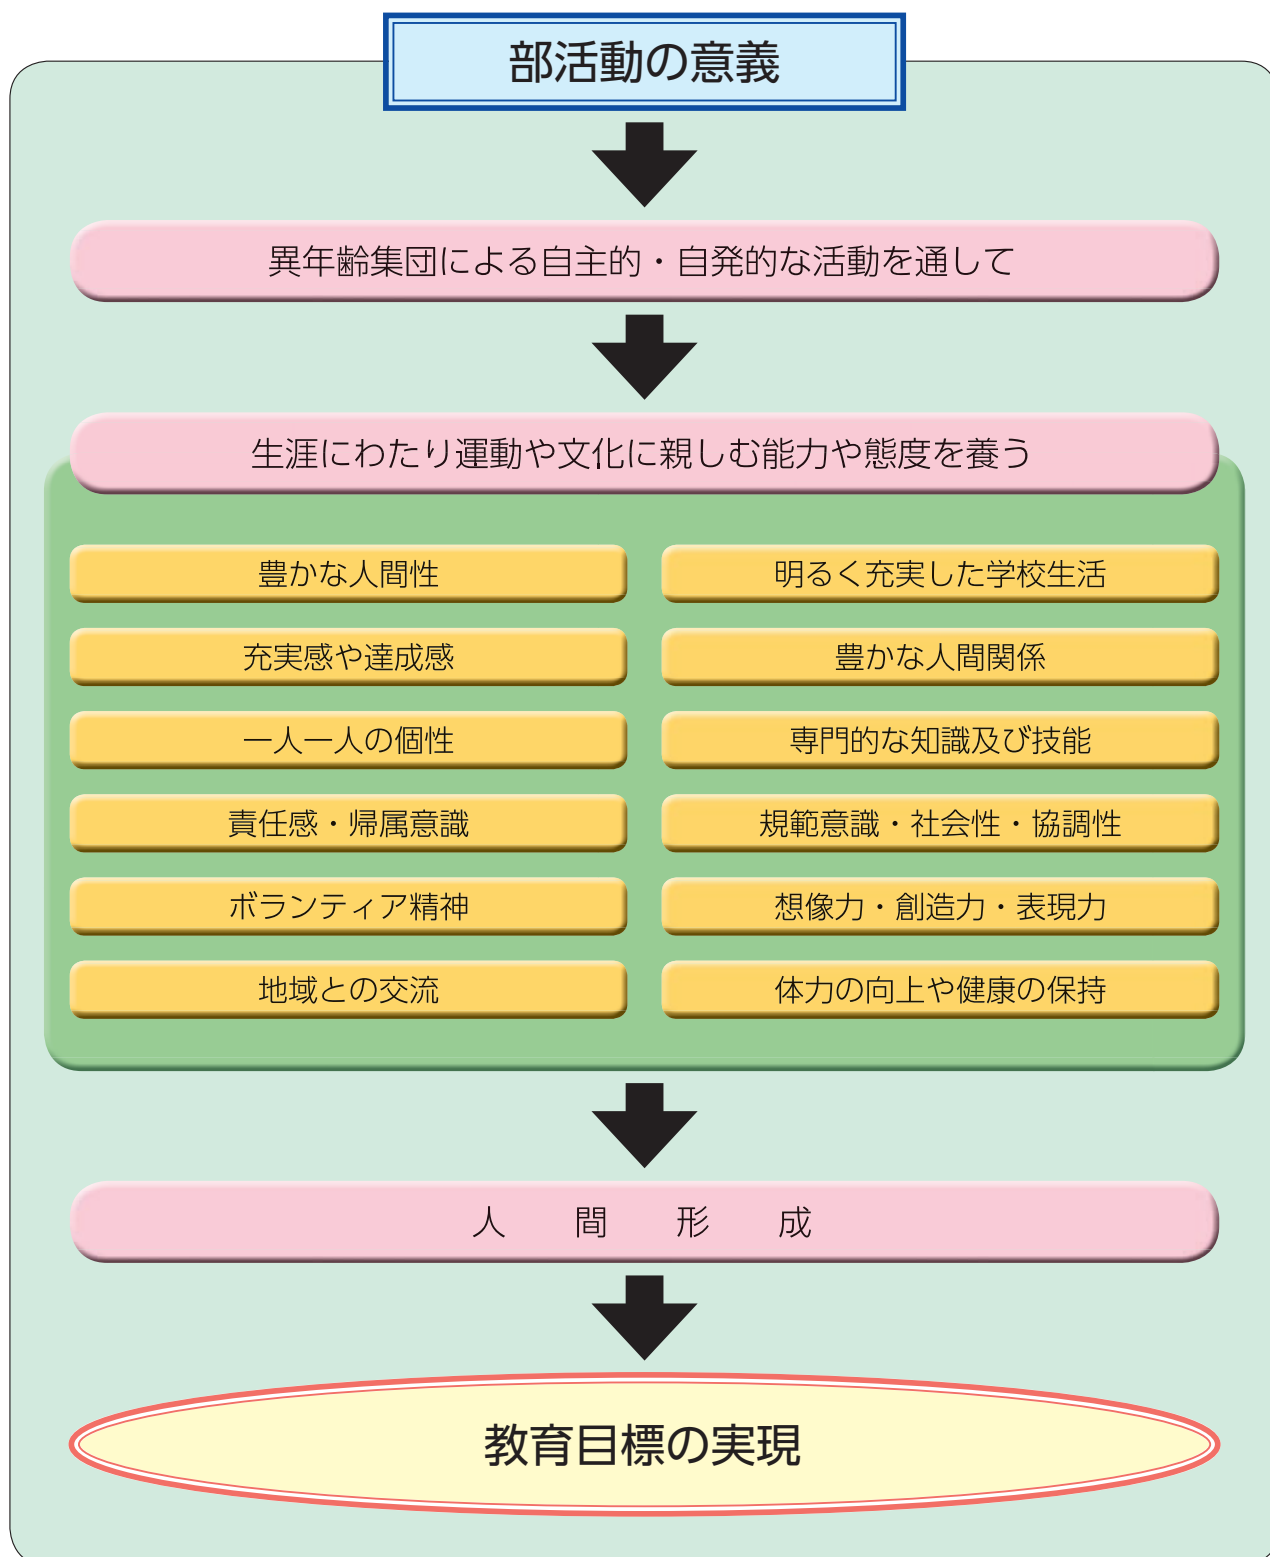 部活動の意義
異年齢集団による自主的・自発的な活動を通して
生涯にわたり運動や文化に親しむ能力や態度を養う
豊かな人間性
明るく充実した学校生活
充実感や達成感
豊かな人間関係
一人一人の個性
専門的な知識及び技能
責任感・帰属意識
規範意識・社会性・協調性
ボランティア精神
想像力・創造力・表現力
地域との交流
体力の向上や健康の保持
人　間　形　成
教育目標の実現